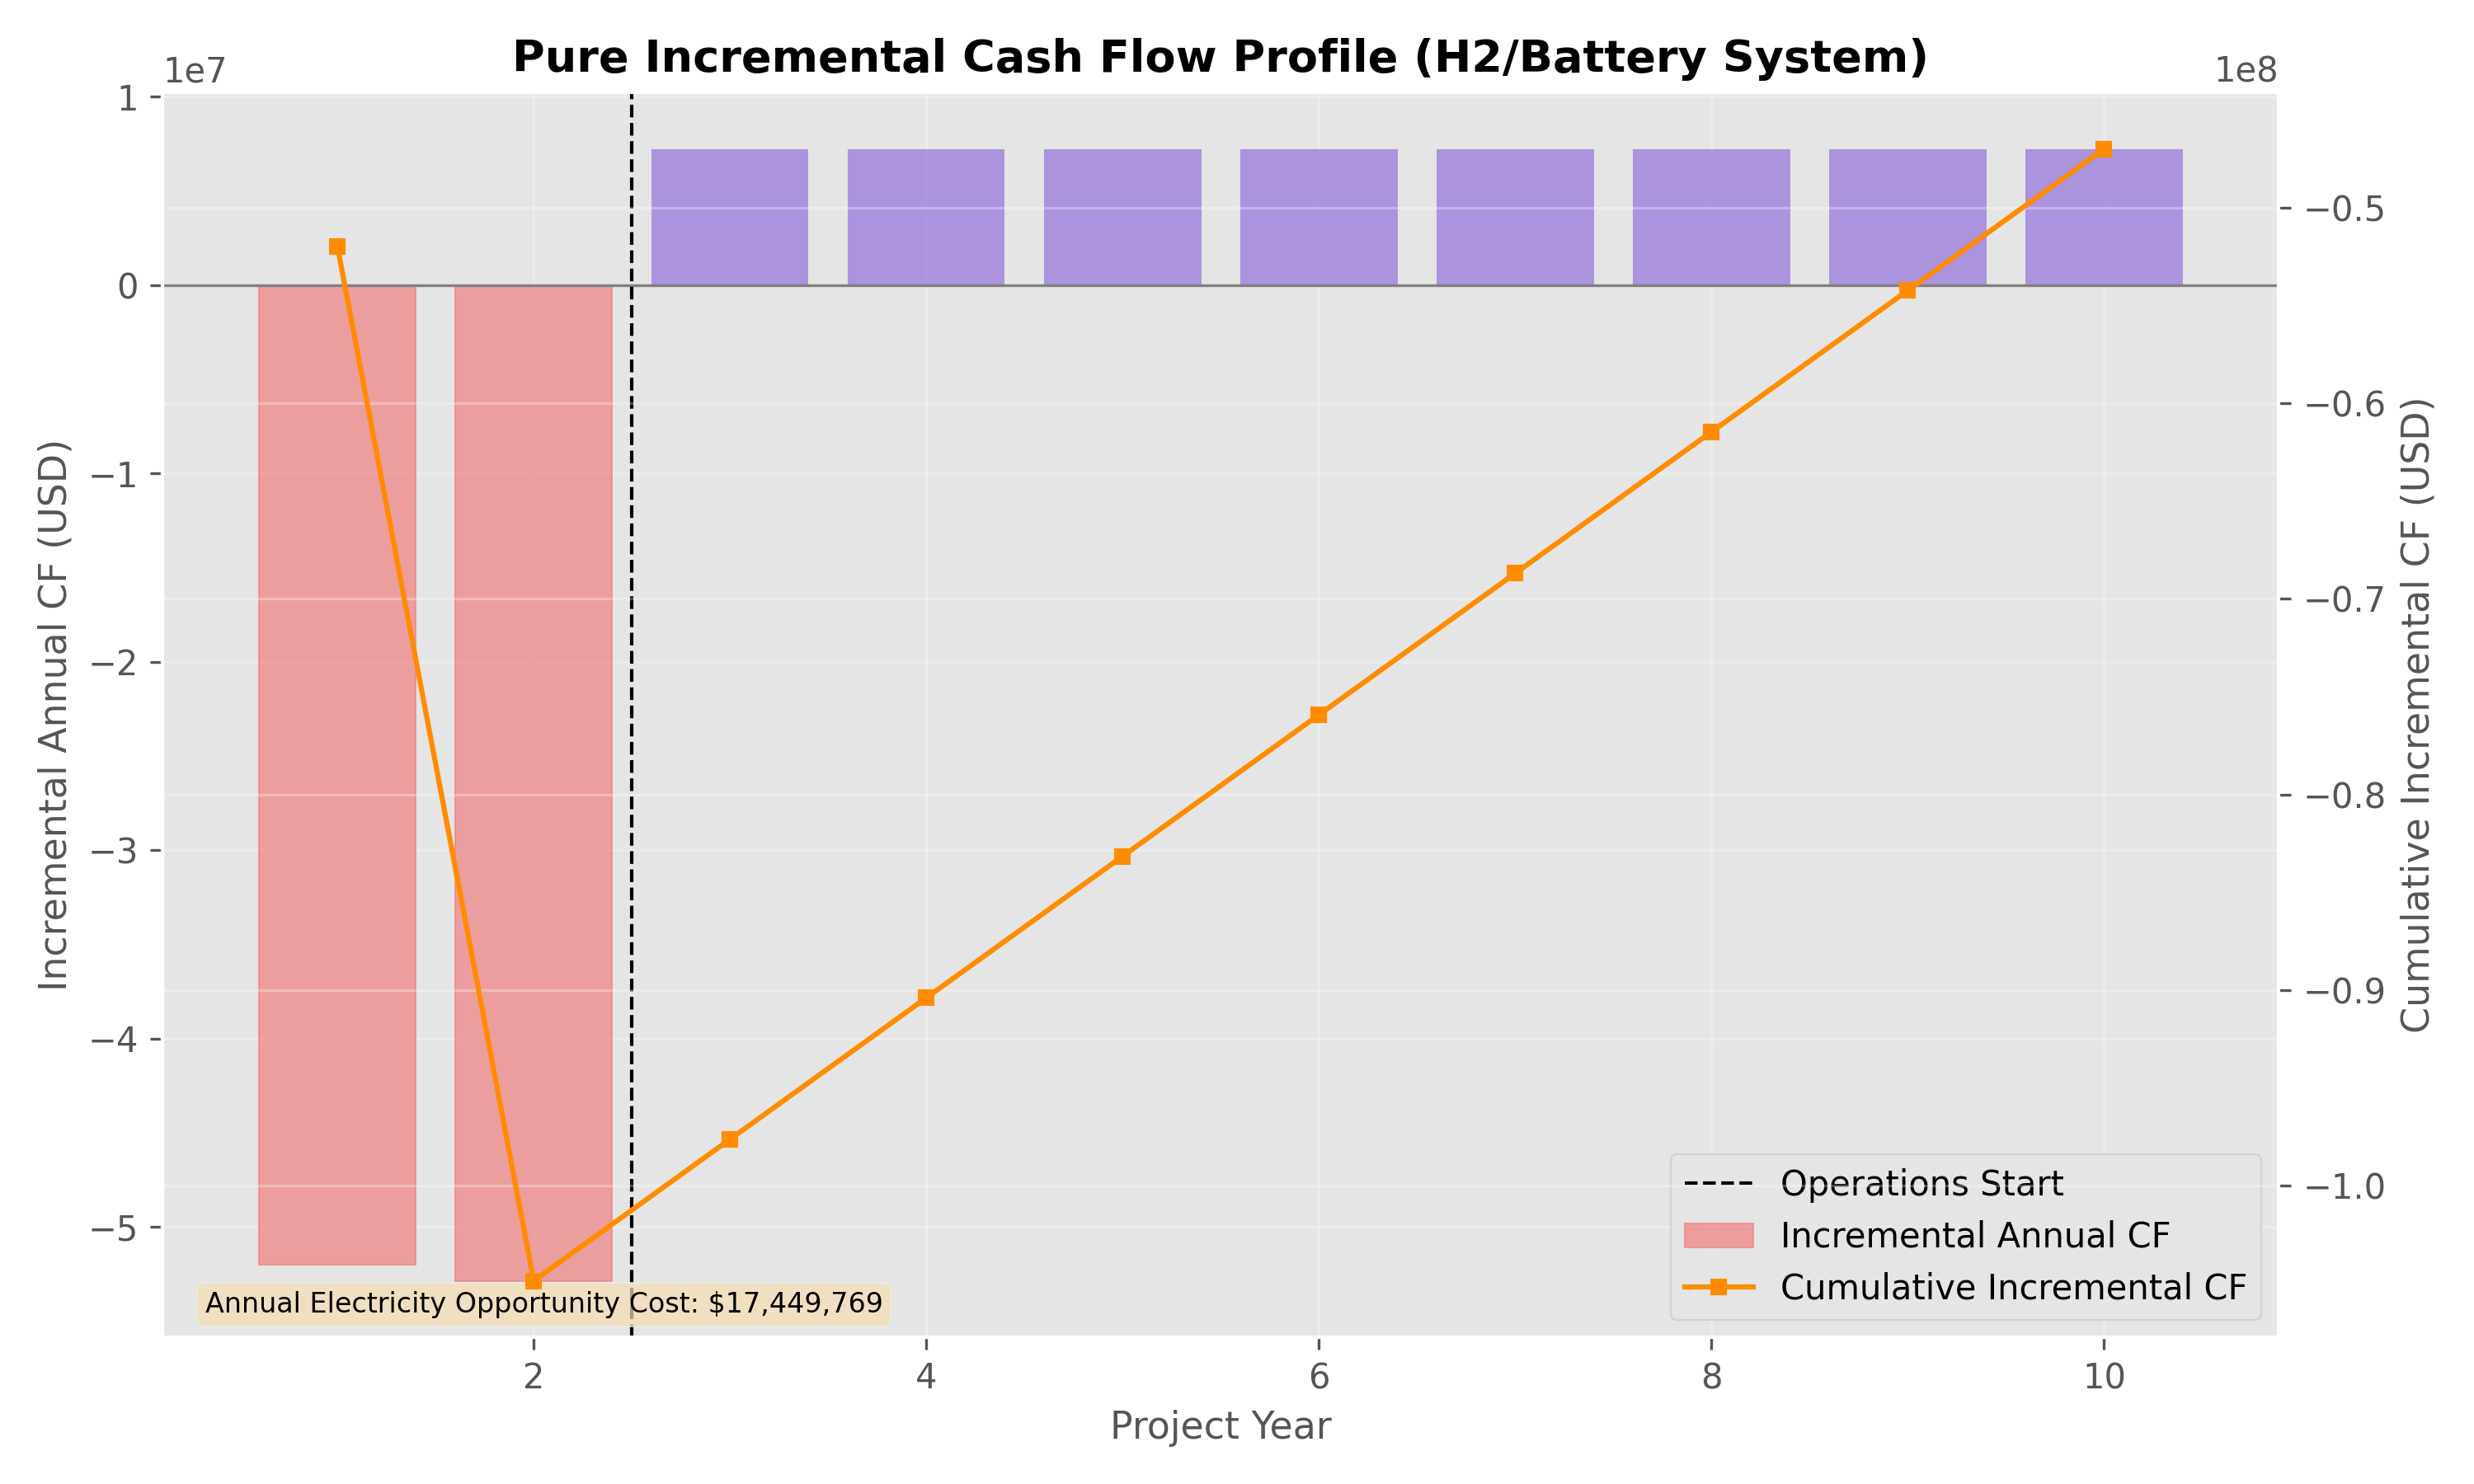 Pure Incremental Cash Flow Profile (H2/Battery System)
1e7
1e8
1
0
−1
−2
−3
−4
−5
Incremental Annual CF (USD)
−0.5
−0.6
−0.7
−0.8
−0.9
−1.0
Cumulative Incremental CF (USD)
Operations Start
Incremental Annual CF
Cumulative Incremental CF
Annual Electricity Opportunity Cost: $17,449,769
2
4
6
8
10
Project Year